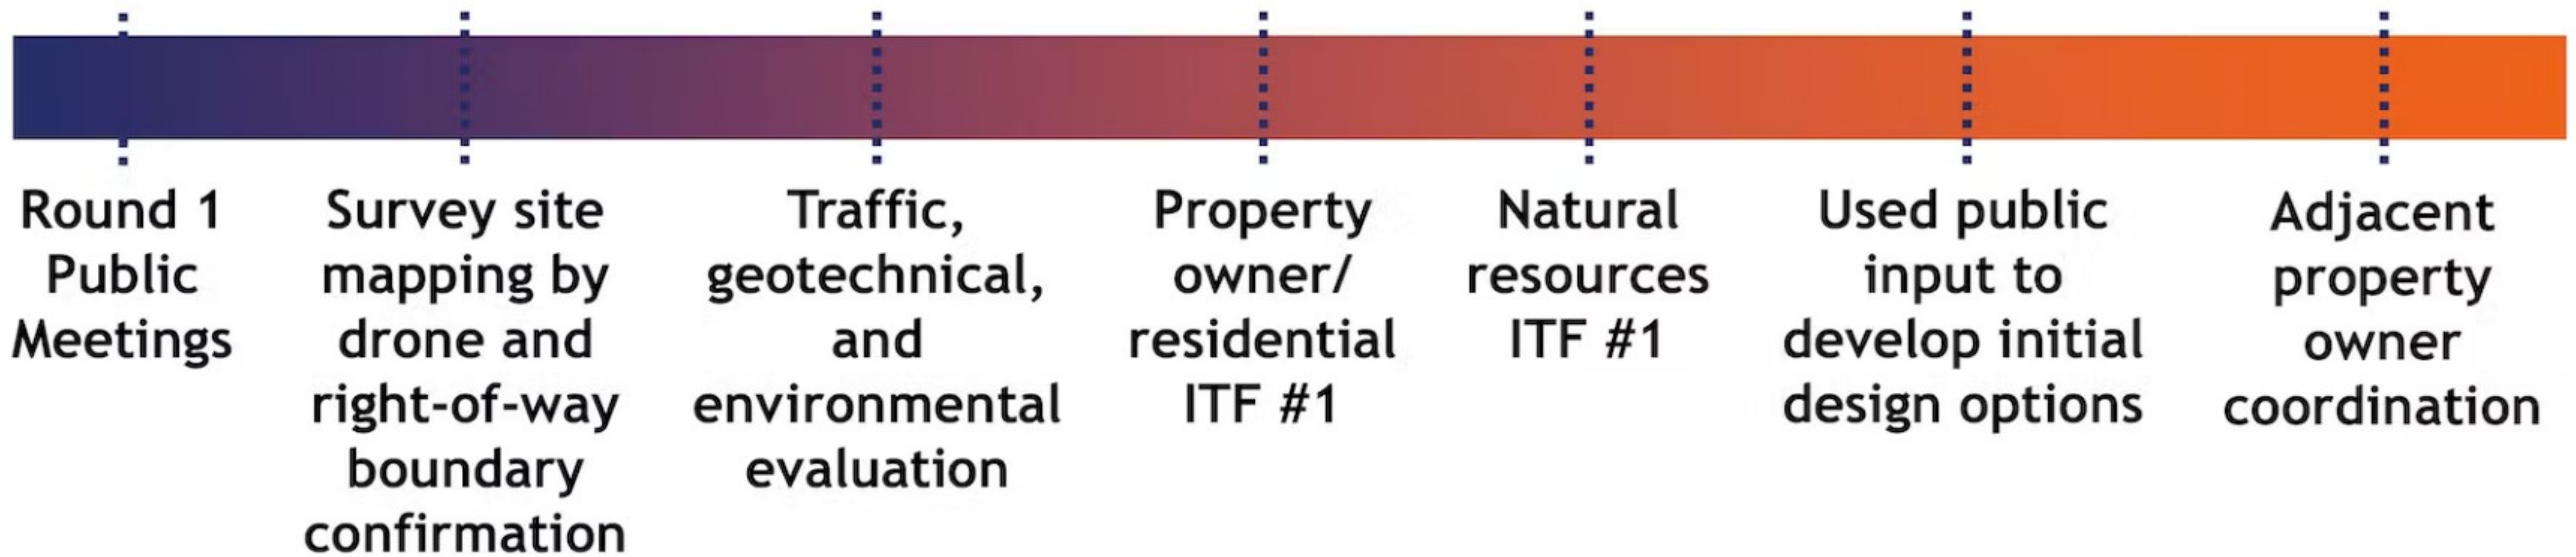 Round 1
Public
Meetings
Survey site
mapping by
drone and
right-of-way
boundary
confirmation
Traffic,
geotechnical,
and
environmental
evaluation
Property
owner/
residential
ITF #1
Natural
resources
ITF #1
Used public
input to
develop initial
design options
Adjacent
property
owner
coordination